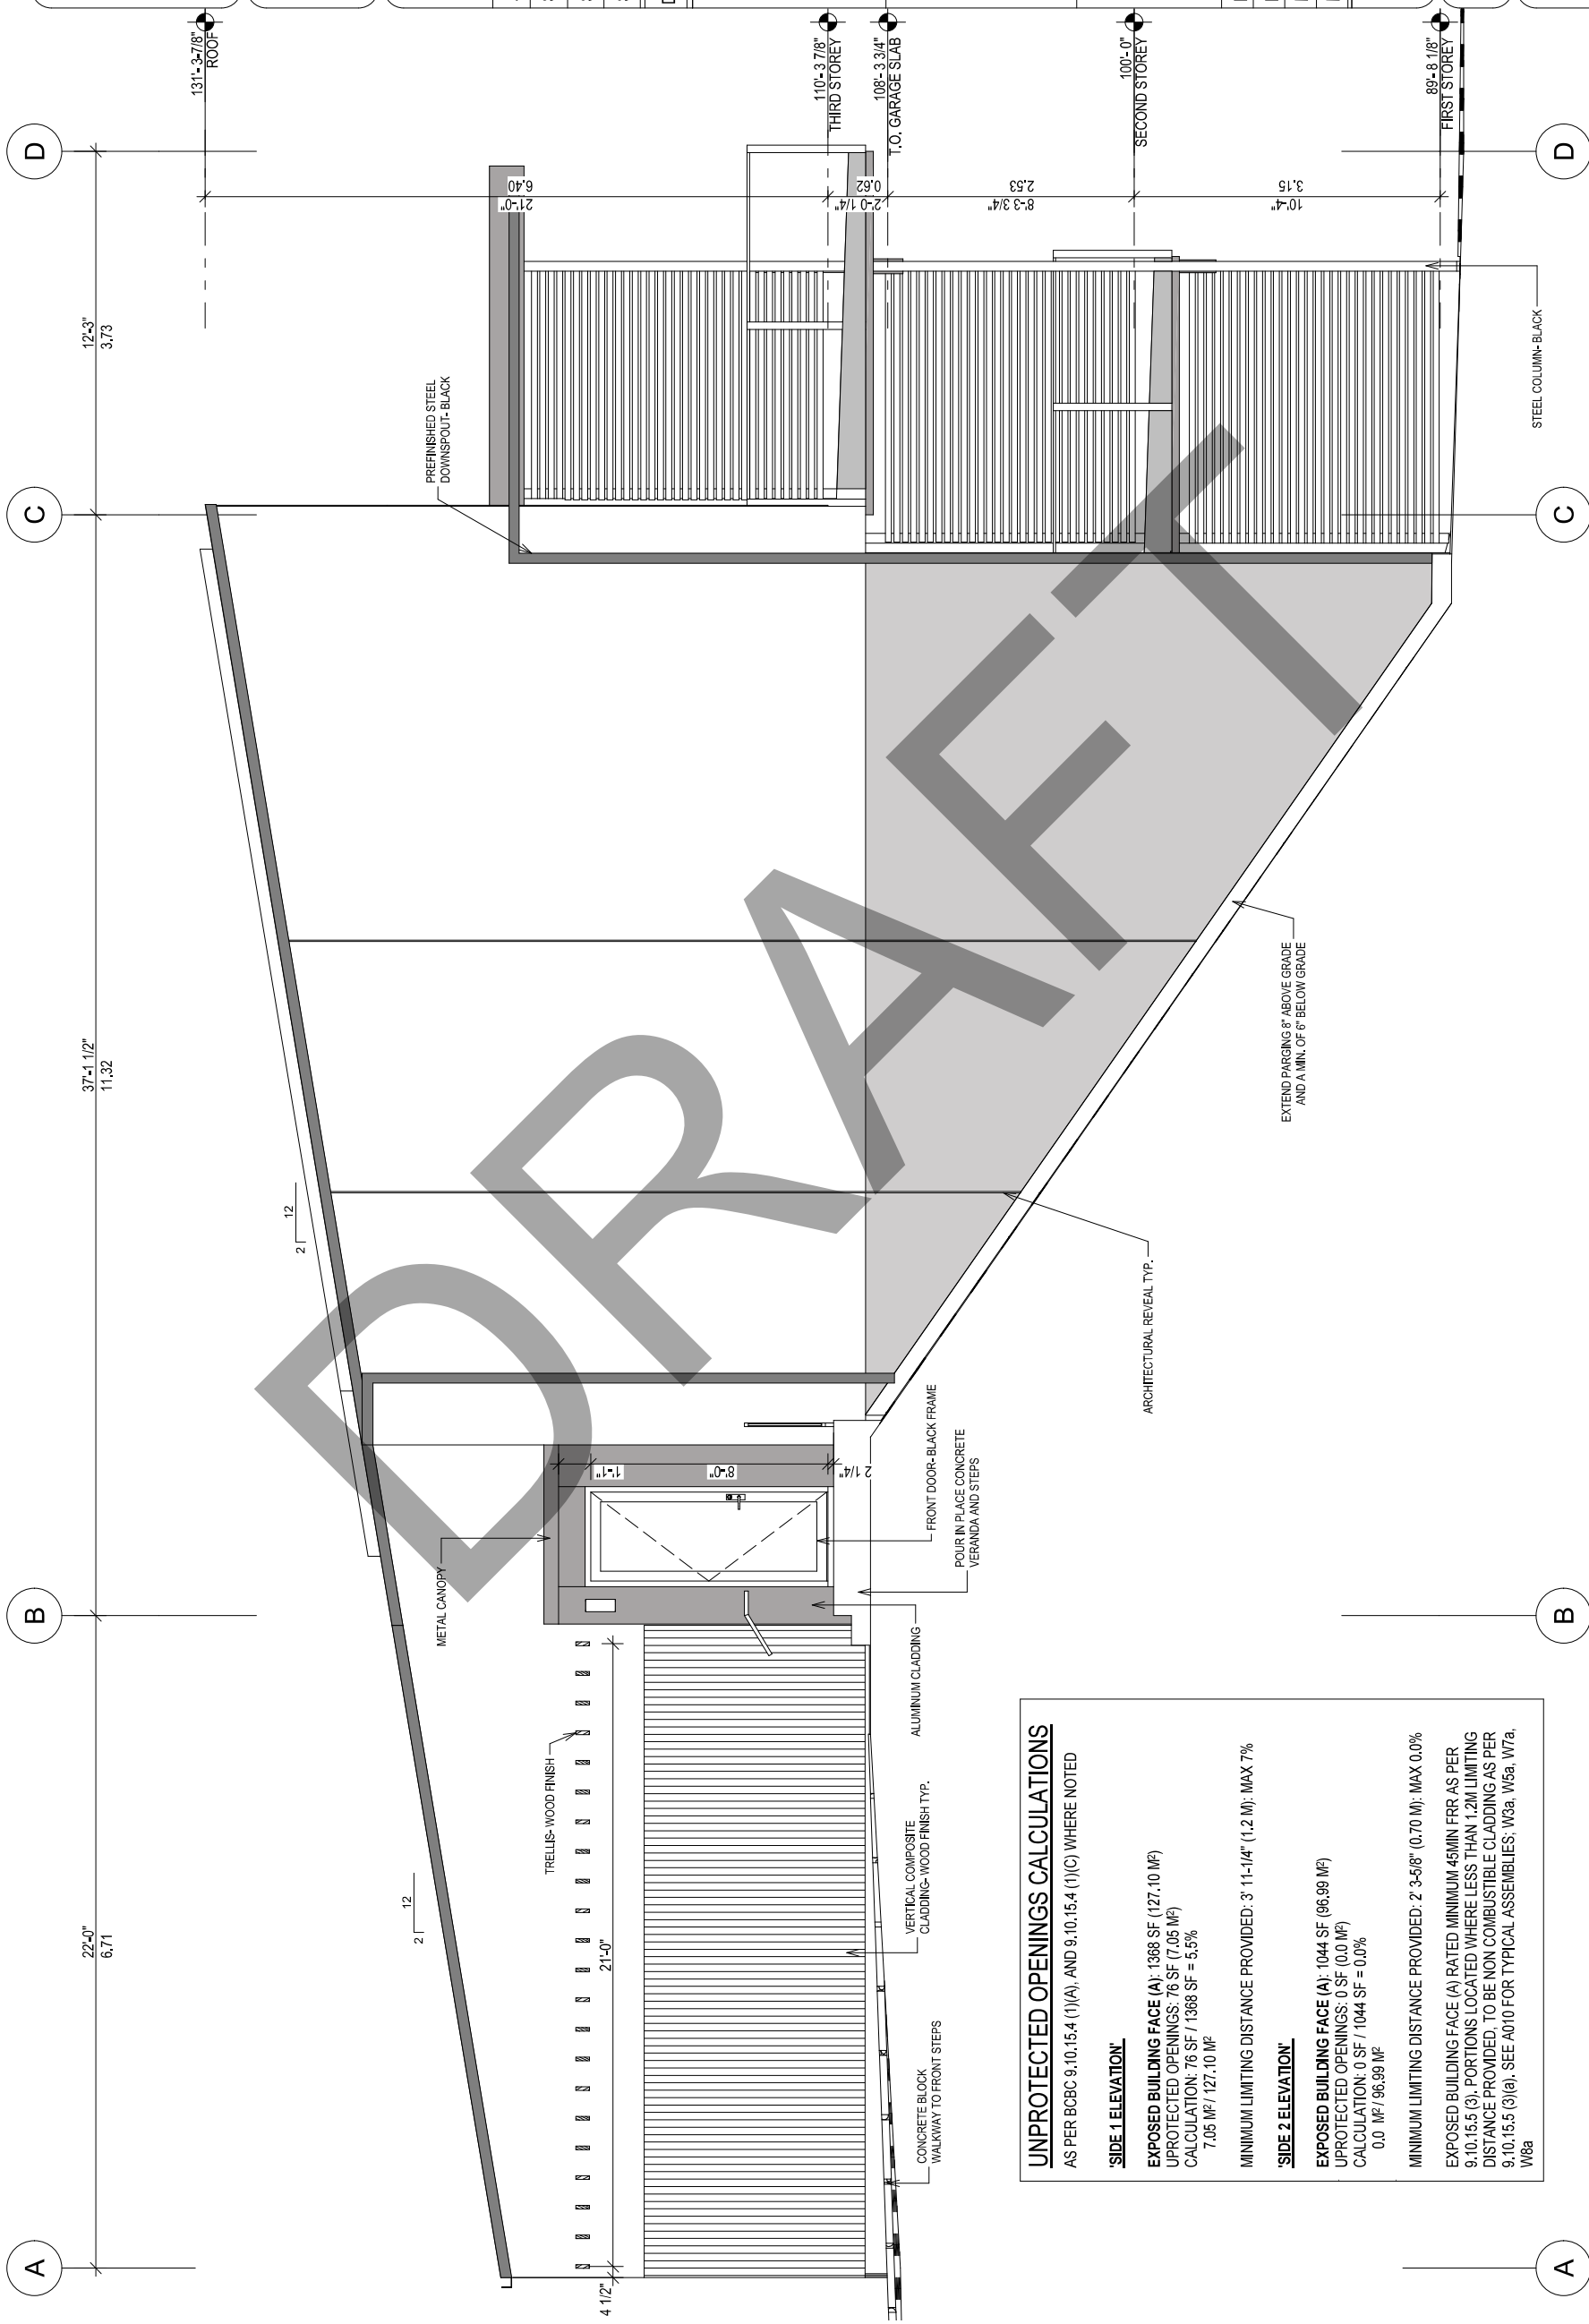 A
B
C
D
22'-0"
6.71
37'-1 1/2"
11.32
12'-3"
3.73
131'- 3-7/8"
ROOF
110'- 3 7/8"
THIRD STOREY
108'- 3 3/4"
T.O. GARAGE SLAB
100'- 0"
SECOND STOREY
89'- 8 1/8"
FIRST STOREY
21'-0"
6.40
2'-0 1/4"
0.62
8'-3 3/4"
2.53
10'-4"
3.15
12
2
12
2
PREFINISHED STEEL
DOWNSPOUT- BLACK
METAL CANOPY
TRELLIS- WOOD FINISH
21'-0"
4 1/2"
1'-1"
8'-0"
2 1/4"
FRONT DOOR- BLACK FRAME
POUR IN PLACE CONCRETE
VERANDA AND STEPS
ALUMINUM CLADDING
VERTICAL COMPOSITE
CLADDING- WOOD FINISH TYP.
CONCRETE BLOCK
WALKWAY TO FRONT STEPS
ARCHITECTURAL REVEAL TYP.
EXTEND PARGING 8" ABOVE GRADE
AND A MIN. OF 6" BELOW GRADE
STEEL COLUMN- BLACK
DRAFT
UNPROTECTED OPENINGS CALCULATIONS
AS PER BCBC 9.10.15.4 (1)(A), AND 9.10.15.4 (1)(C) WHERE NOTED
'SIDE 1 ELEVATION'
EXPOSED BUILDING FACE (A): 1368 SF (127.10 M²)
UPROTECTED OPENINGS: 76 SF (7.05 M²)
CALCULATION: 76 SF / 1368 SF = 5.5%
7.05 M² / 127.10 M²
MINIMUM LIMITING DISTANCE PROVIDED: 3' 11-1/4" (1.2 M): MAX 7%
'SIDE 2 ELEVATION'
EXPOSED BUILDING FACE (A): 1044 SF (96.99 M²)
UPROTECTED OPENINGS: 0 SF (0.0 M²)
CALCULATION: 0 SF / 1044 SF = 0.0%
0.0 M² / 96.99 M²
MINIMUM LIMITING DISTANCE PROVIDED: 2' 3-5/8" (0.70 M): MAX 0.0%
EXPOSED BUILDING FACE (A) RATED MINIMUM 45MIN FRR AS PER
9.10.15.5 (3). PORTIONS LOCATED WHERE LESS THAN 1.2M LIMITING
DISTANCE PROVIDED, TO BE NON COMBUSTIBLE CLADDING AS PER
9.10.15.5 (3)(a). SEE A010 FOR TYPICAL ASSEMBLIES; W3a, W5a, W7a,
W8a
A
B
C
D